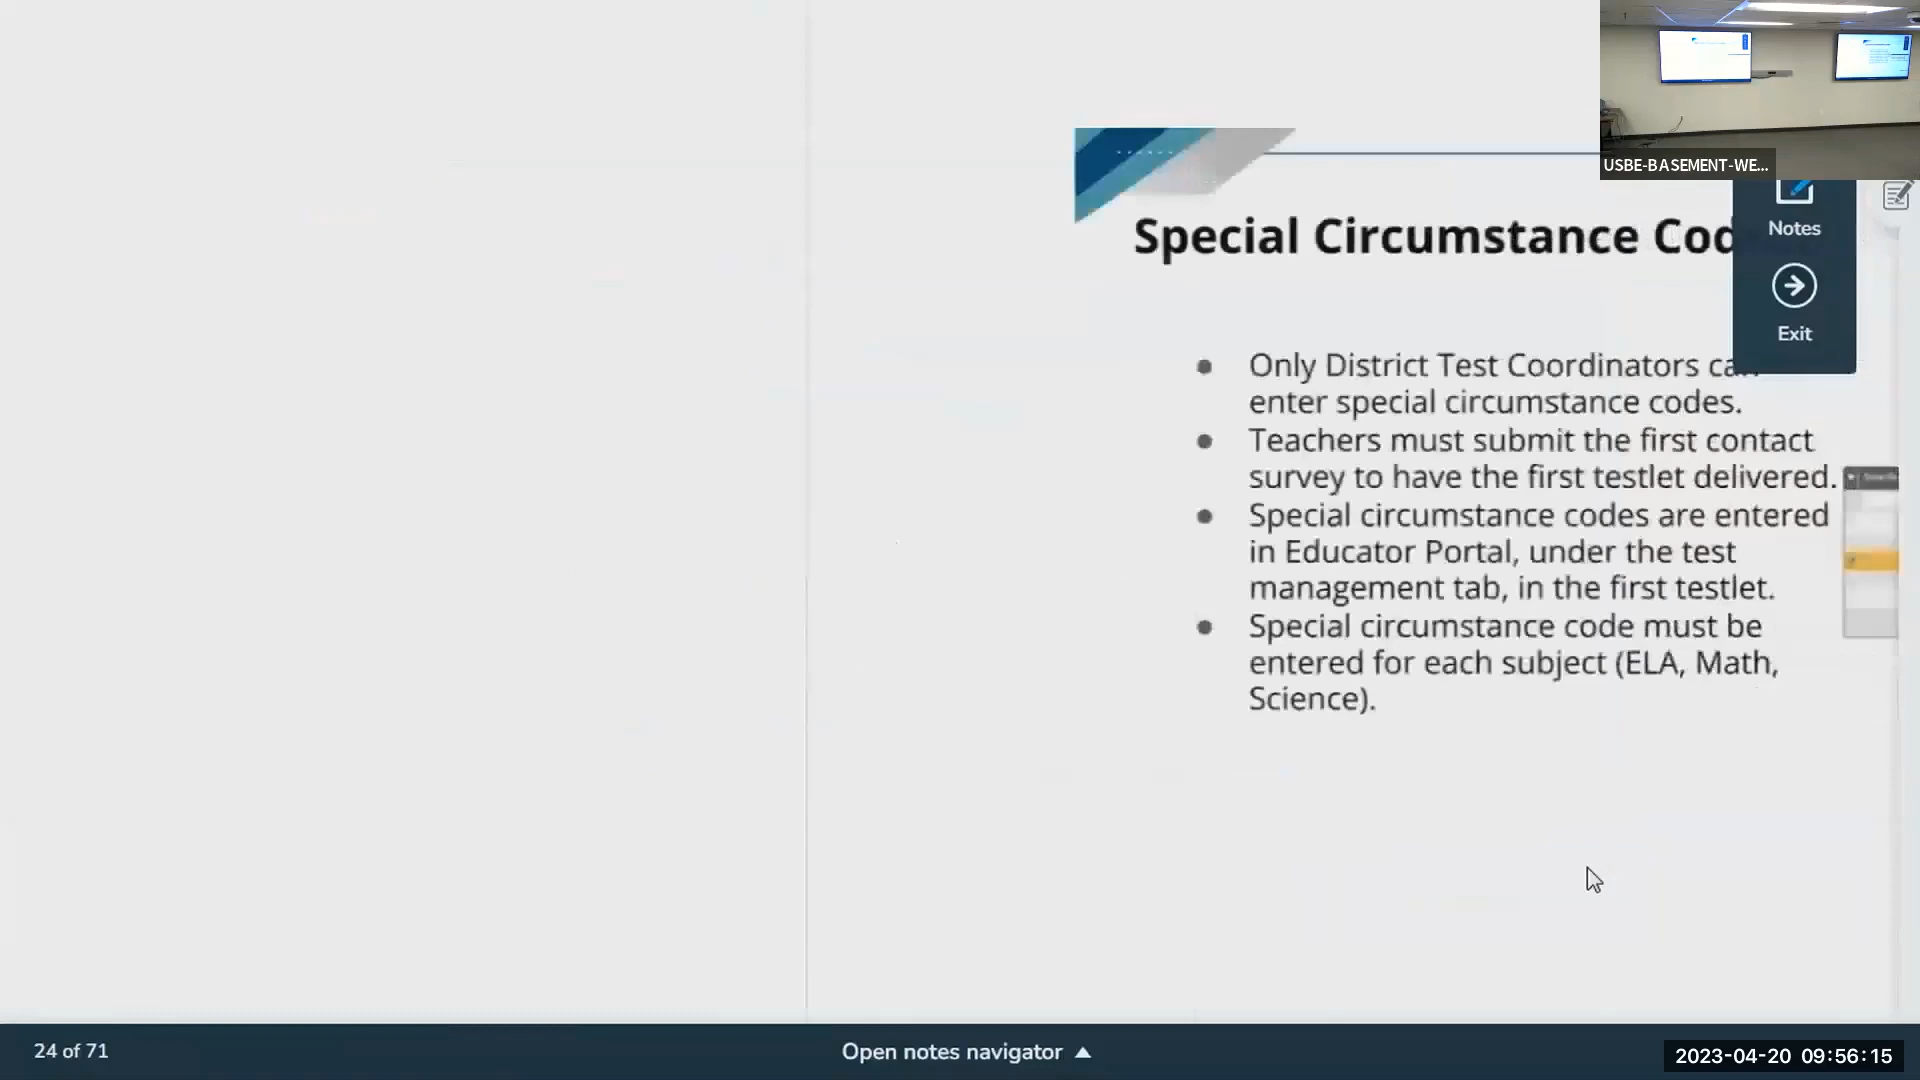 USBE-BASEMENT-WE...
Special Circumstance Cod
Notes
Exit
Only District Test Coordinators can
enter special circumstance codes.
Teachers must submit the first contact
survey to have the first testlet delivered.
Special circumstance codes are entered
in Educator Portal, under the test
management tab, in the first testlet.
Special circumstance code must be
entered for each subject (ELA, Math,
Science).
24 of 71
Open notes navigator
2023-04-20 09:56:15